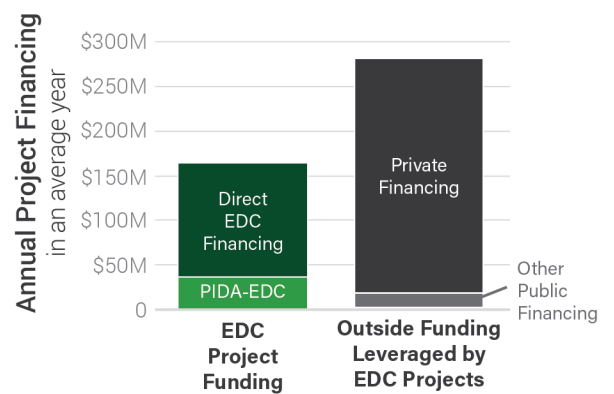 Annual Project Financing
in an average year
$300M
$250M
$200M
$150M
$100M
$50M
0
Direct
EDC
Financing
PIDA-EDC
Private
Financing
Other
Public
Financing
EDC
Project
Funding
Outside Funding
Leveraged by
EDC Projects